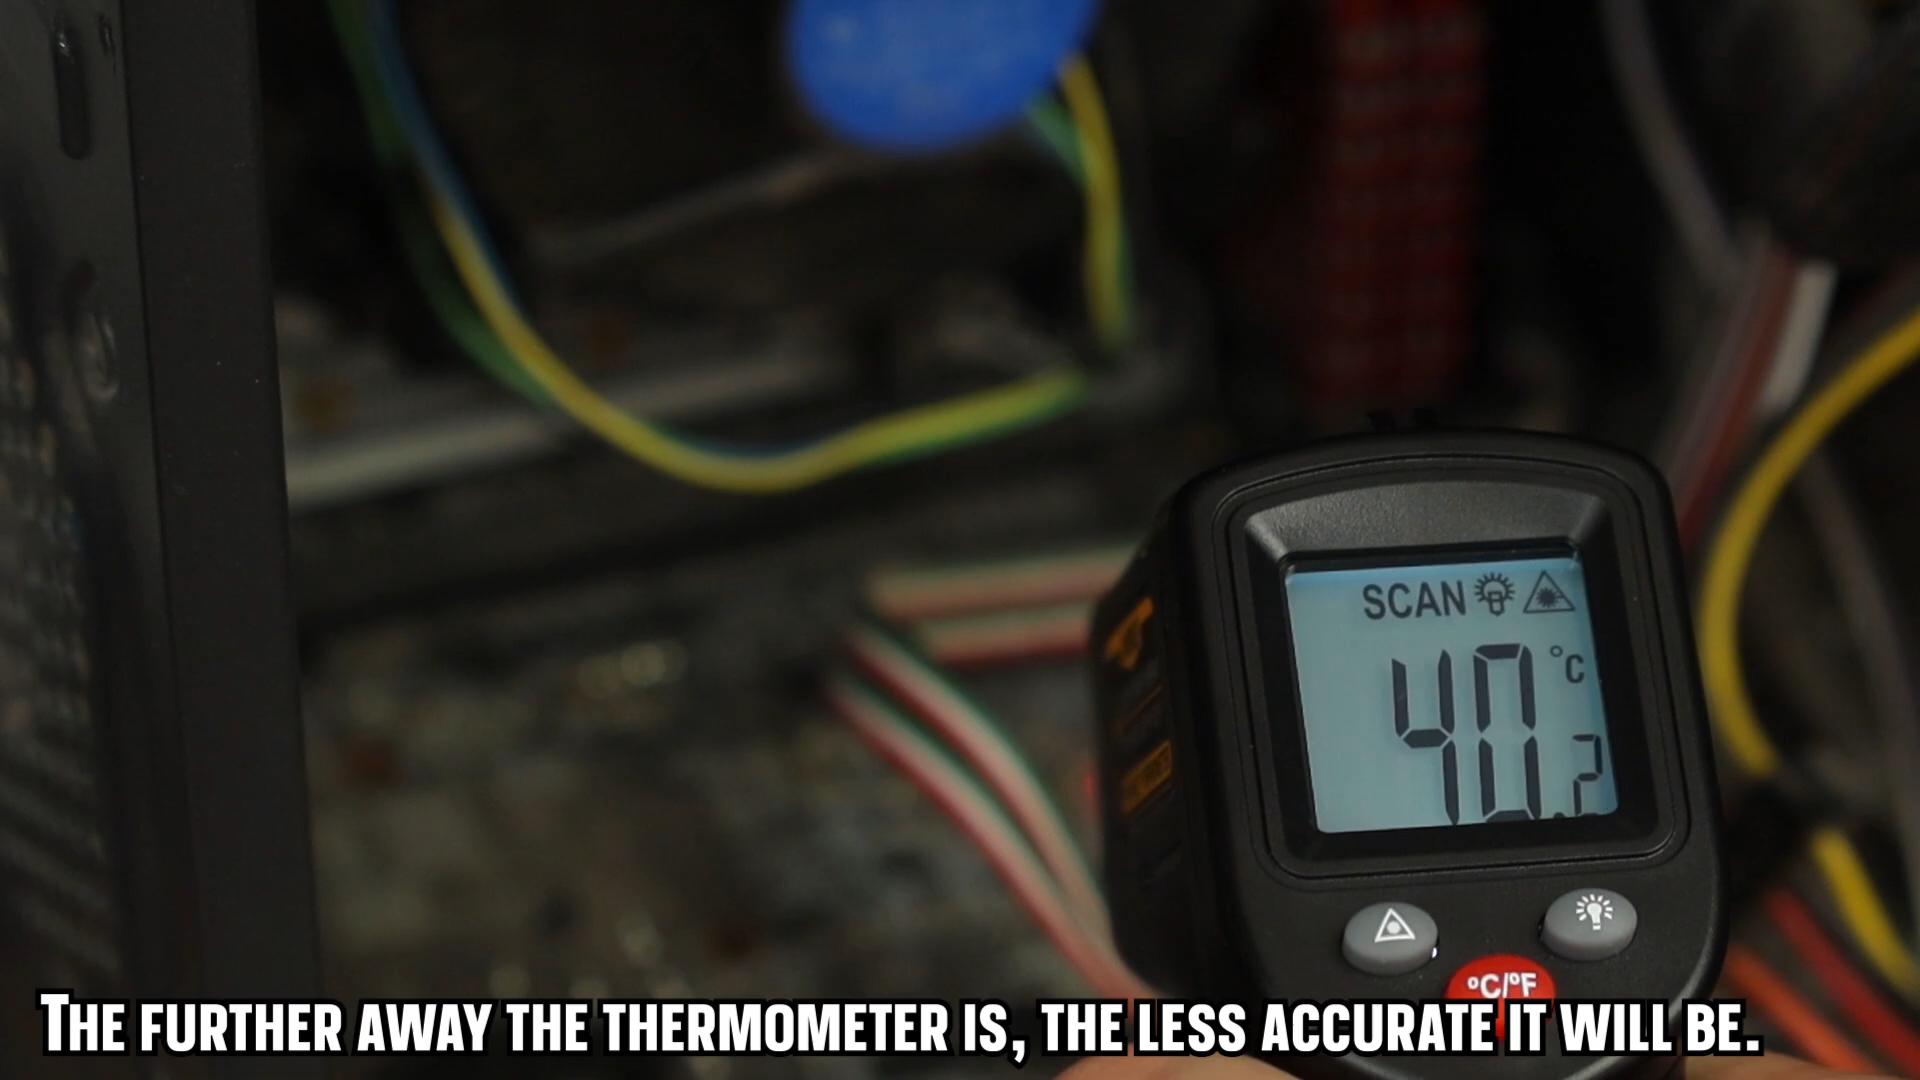 SCAN
°C
40.2
°C/°F
THE FURTHER AWAY THE THERMOMETER IS, THE LESS ACCURATE IT WILL BE.